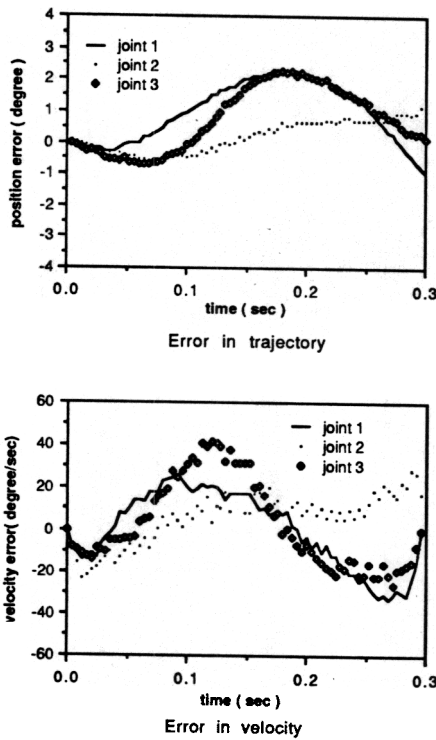 4
3
2
1
0
-1
-2
-3
-4
position error ( degree )
joint 1
joint 2
joint 3
0.0
0.1
0.2
0.3
time ( sec )
Error in trajectory
60
40
20
0
-20
-40
-60
velocity error( degree/sec)
joint 1
joint 2
joint 3
0.0
0.1
0.2
0.3
time ( sec )
Error in velocity